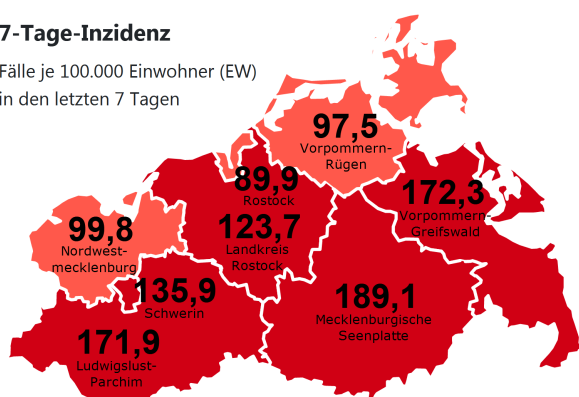 7-Tage-Inzidenz
Fälle je 100.000 Einwohner (EW)
in den letzten 7 Tagen
97,5
Vorpommern-
Rügen
89,9
Rostock
172,3
Vorpommern-
Greifswald
99,8
Nordwest-
mecklenburg
123,7
Landkreis
Rostock
135,9
Schwerin
189,1
Mecklenburgische
Seenplatte
171,9
Ludwigslust-
Parchim